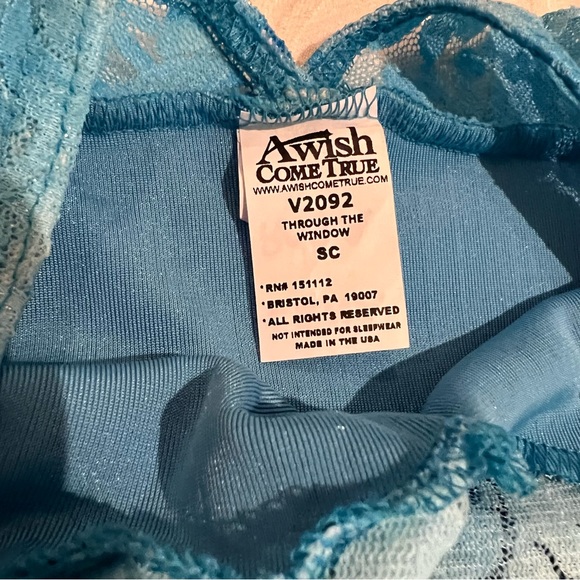 A Wish
COME TRUE
WWW.AWISHCOMETRUE.COM
V2092
THROUGH THE
WINDOW
SC
•RN# 151112
•BRISTOL, PA 19007
•ALL RIGHTS RESERVED
NOT INTENDED FOR SLEEPWEAR
MADE IN THE USA